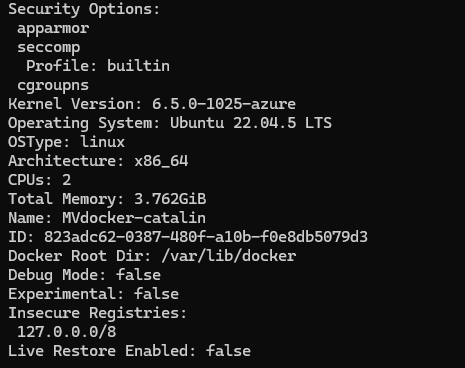 Security Options:
 apparmor
 seccomp
  Profile: builtin
 cgroupns
Kernel Version: 6.5.0-1025-azure
Operating System: Ubuntu 22.04.5 LTS
OSType: linux
Architecture: x86_64
CPUs: 2
Total Memory: 3.762GiB
Name: MVdocker-catalin
ID: 823adc62-0387-480f-a10b-f0e8db5079d3
Docker Root Dir: /var/lib/docker
Debug Mode: false
Experimental: false
Insecure Registries:
 127.0.0.0/8
Live Restore Enabled: false